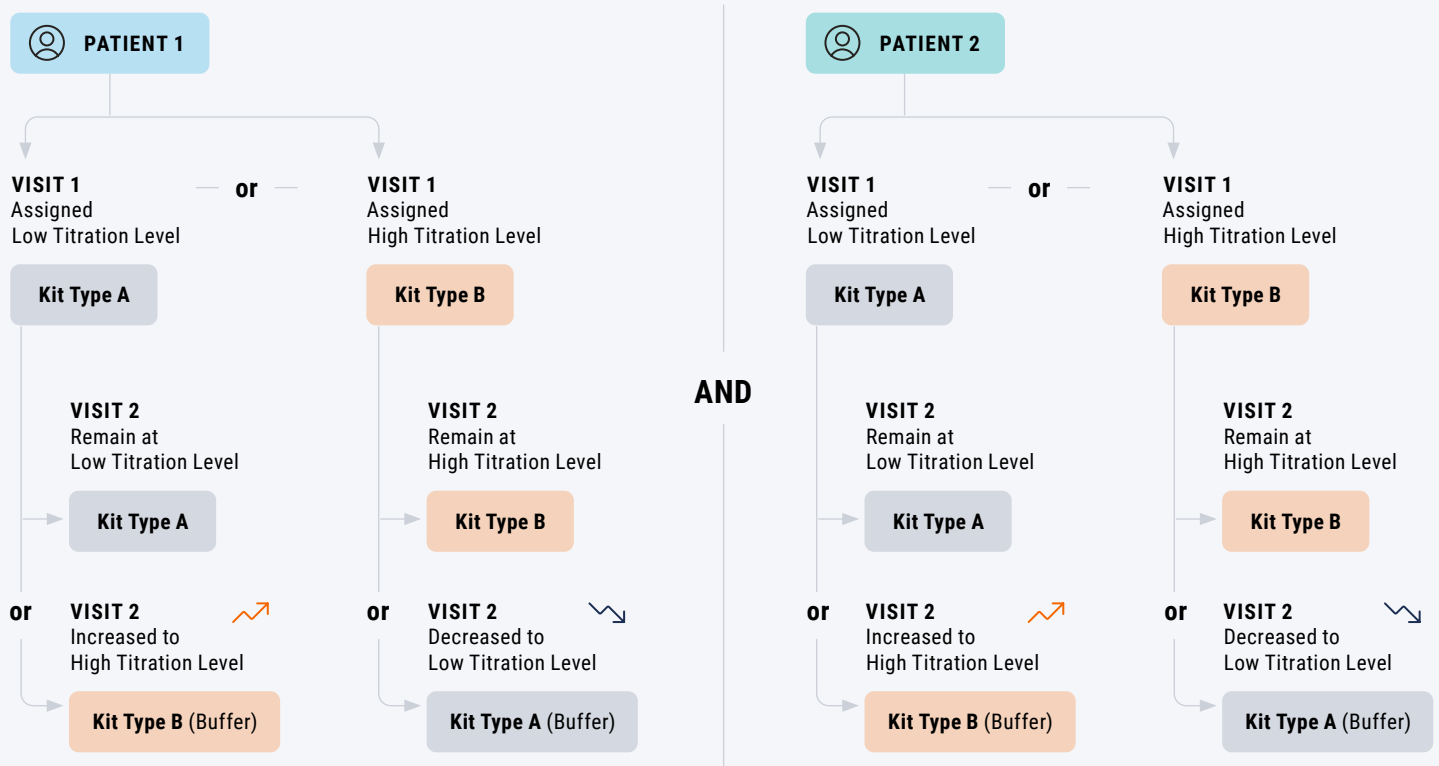 PATIENT 1
VISIT 1
Assigned
Low Titration Level
Kit Type A
or
VISIT 1
Assigned
High Titration Level
Kit Type B
VISIT 2
Remain at
Low Titration Level
Kit Type A
or
VISIT 2
Increased to
High Titration Level
Kit Type B (Buffer)
VISIT 2
Remain at
High Titration Level
Kit Type B
or
VISIT 2
Decreased to
Low Titration Level
Kit Type A (Buffer)
AND
PATIENT 2
VISIT 1
Assigned
Low Titration Level
Kit Type A
or
VISIT 1
Assigned
High Titration Level
Kit Type B
VISIT 2
Remain at
Low Titration Level
Kit Type A
or
VISIT 2
Increased to
High Titration Level
Kit Type B (Buffer)
VISIT 2
Remain at
High Titration Level
Kit Type B
or
VISIT 2
Decreased to
Low Titration Level
Kit Type A (Buffer)